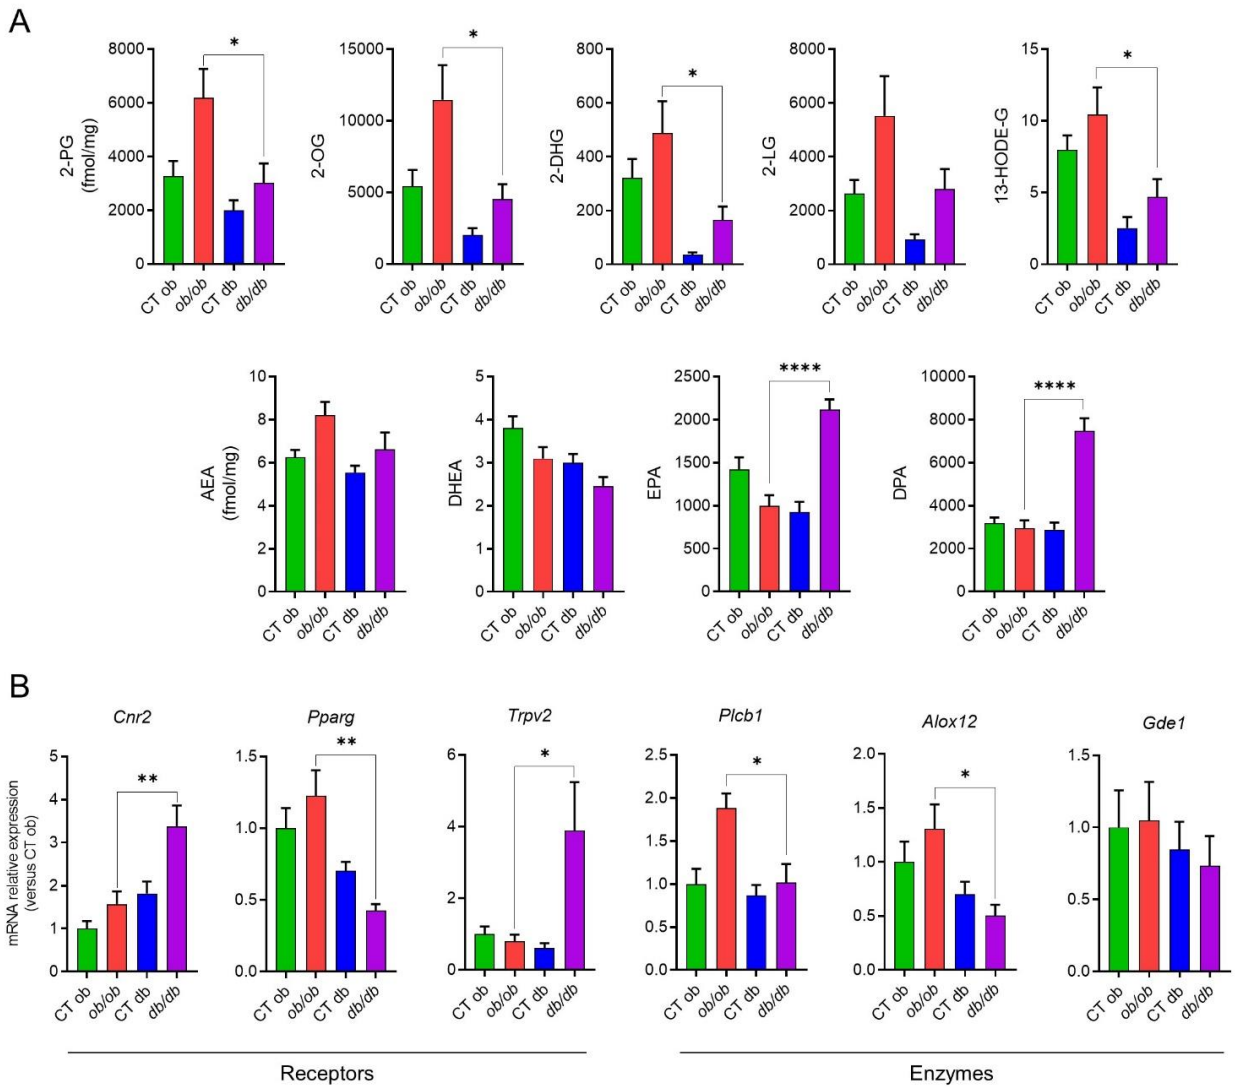 A
2-PG
(fmol/mg)
8000
6000
4000
2000
0
*
CT ob
ob/ob
CT db
db/db
2-OG
15000
10000
5000
0
*
CT ob
ob/ob
CT db
db/db
2-DHG
800
600
400
200
0
*
CT ob
ob/ob
CT db
db/db
2-LG
8000
6000
4000
2000
0
CT ob
ob/ob
CT db
db/db
13-HODE-G
15
10
5
0
*
CT ob
ob/ob
CT db
db/db
AEA
(fmol/mg)
10
8
6
4
2
0
CT ob
ob/ob
CT db
db/db
DHEA
5
4
3
2
1
0
CT ob
ob/ob
CT db
db/db
EPA
2500
2000
1500
1000
500
0
****
CT ob
ob/ob
CT db
db/db
DPA
10000
8000
6000
4000
2000
0
****
CT ob
ob/ob
CT db
db/db
B
mRNA relative expression
(versus CT ob)
Cnr2
5
4
3
2
1
0
**
CT ob
ob/ob
CT db
db/db
Pparg
1.5
1.0
0.5
0.0
**
CT ob
ob/ob
CT db
db/db
Trpv2
6
4
2
0
*
CT ob
ob/ob
CT db
db/db
Plcb1
2.5
2.0
1.5
1.0
0.5
0.0
*
CT ob
ob/ob
CT db
db/db
Alox12
2.0
1.5
1.0
0.5
0.0
*
CT ob
ob/ob
CT db
db/db
Gde1
1.5
1.0
0.5
0.0
CT ob
ob/ob
CT db
db/db
Receptors
Enzymes